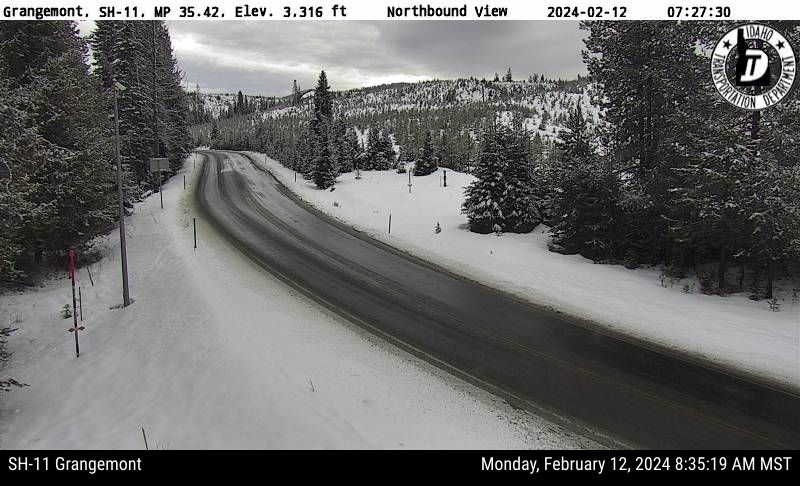 Grangemont, SH-11, MP 35.42, Elev. 3,316 ft Northbound View 2024-02-12 07:27:30
IDAHO
TRANSPORTATION DEPARTMENT
SH-11 Grangemont Monday, February 12, 2024 8:35:19 AM MST